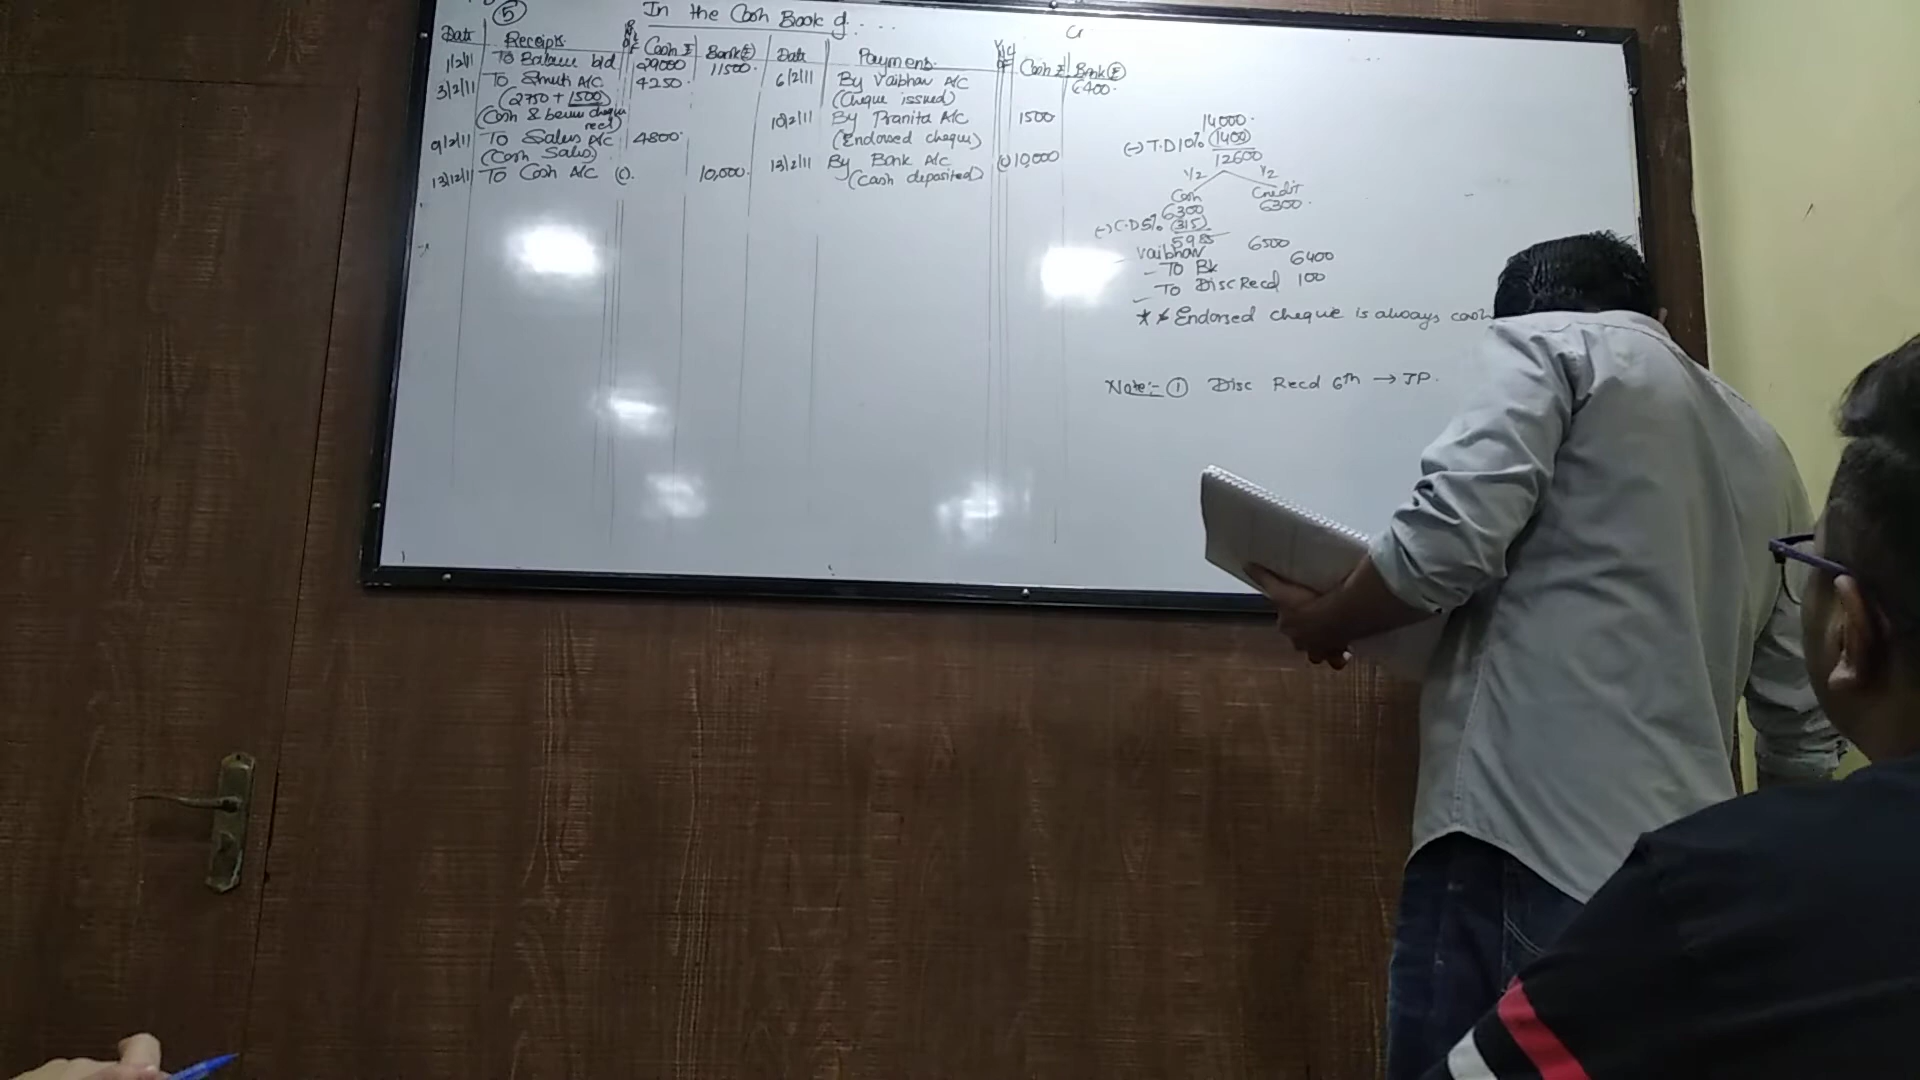 5 In the Cash Book of . . . .
Cr
Date Receipts Cash ₹ Bank(₹) Date Payment Cash ₹ Bank(₹)
1/2/11 To Balance b/d 29000 11500
3/2/11 To Smuti A/C 4250
(2750 + 1500)
(Cash & bearer cheque
recd)
9/2/11 To Sales A/C 4800
(Cash Sales)
13/12/11 To Cash A/C (C). 10,000.
6/2/11 By Vaibhav A/C 6400.
(Cheque issued)
10/2/11 By Pranita A/C 1500
(Endorsed cheque)
13/2/11 By Bank A/C (C) 10,000
(Cash deposited)
14000.
(-) T.D 10% (1400)
12600
1/2 1/2
Cash Credit
6300 6300.
(-) C.D 5% (315)
5985
Vaibhav 6500
- To Bk 6400
- To Disc Recd 100
** Endorsed cheque is always cash
Note:- ① Disc Recd 6th → JP.